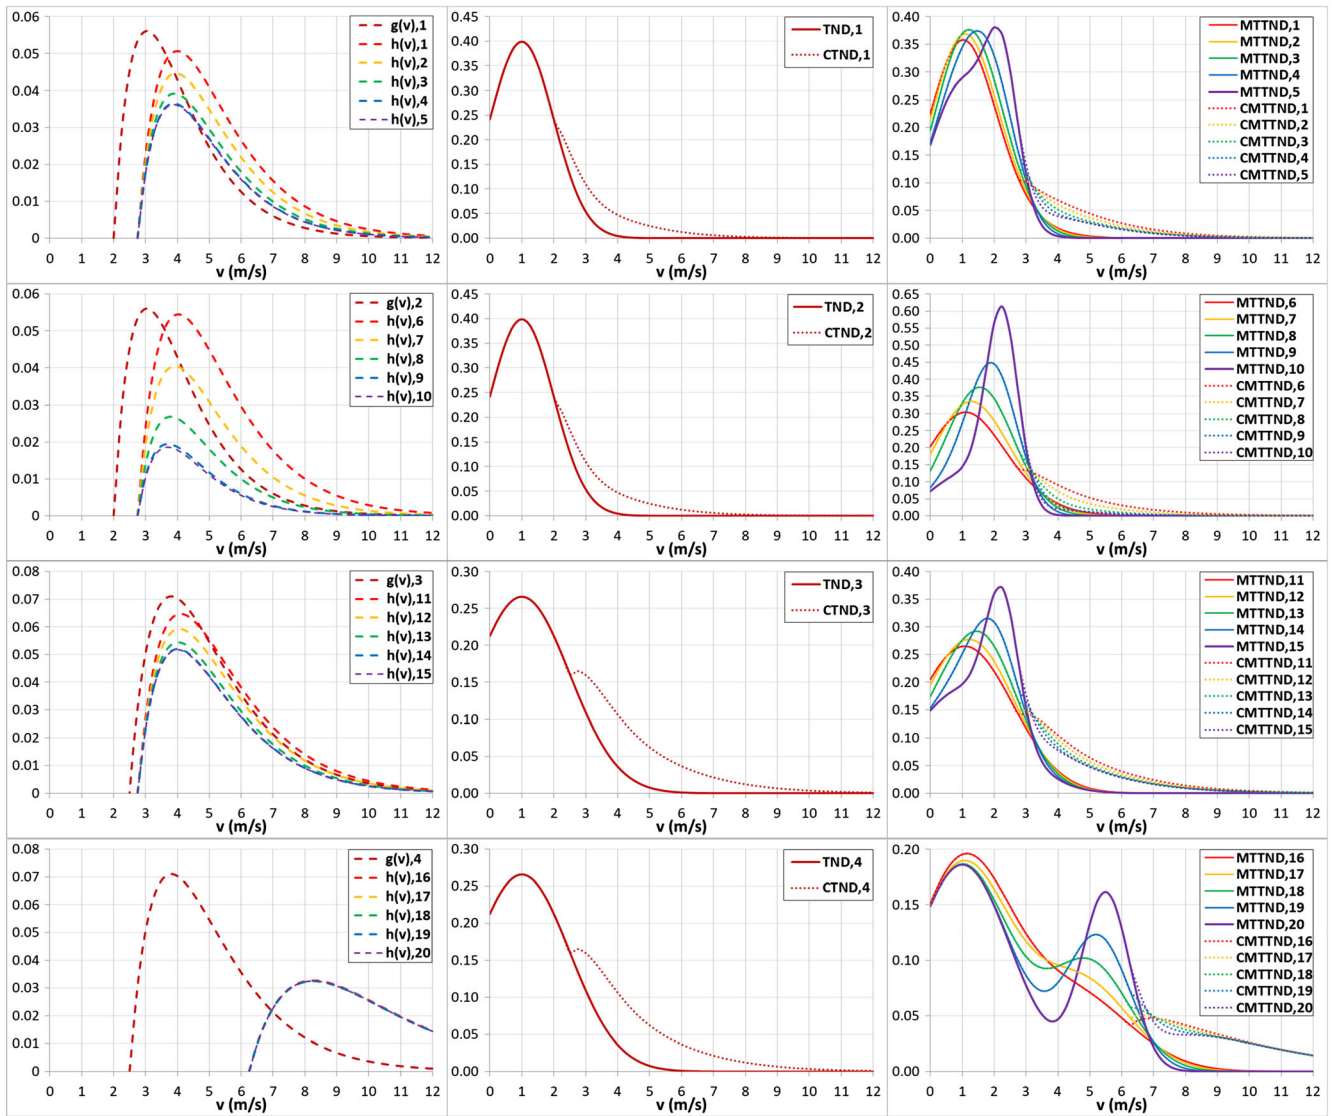 0.06
0.05
0.04
0.03
0.02
0.01
0
0 1 2 3 4 5 6 7 8 9 10 11 12
v (m/s)
g(v),1
h(v),1
h(v),2
h(v),3
h(v),4
h(v),5
0.45
0.40
0.35
0.30
0.25
0.20
0.15
0.10
0.05
0.00
0 1 2 3 4 5 6 7 8 9 10 11 12
v (m/s)
TND,1
CTND,1
0.40
0.35
0.30
0.25
0.20
0.15
0.10
0.05
0.00
0 1 2 3 4 5 6 7 8 9 10 11 12
v (m/s)
MTTND,1
MTTND,2
MTTND,3
MTTND,4
MTTND,5
CMTTND,1
CMTTND,2
CMTTND,3
CMTTND,4
CMTTND,5
0.06
0.05
0.04
0.03
0.02
0.01
0
0 1 2 3 4 5 6 7 8 9 10 11 12
v (m/s)
g(v),2
h(v),6
h(v),7
h(v),8
h(v),9
h(v),10
0.45
0.40
0.35
0.30
0.25
0.20
0.15
0.10
0.05
0.00
0 1 2 3 4 5 6 7 8 9 10 11 12
v (m/s)
TND,2
CTND,2
0.65
0.60
0.55
0.50
0.45
0.40
0.35
0.30
0.25
0.20
0.15
0.10
0.05
0.00
0 1 2 3 4 5 6 7 8 9 10 11 12
v (m/s)
MTTND,6
MTTND,7
MTTND,8
MTTND,9
MTTND,10
CMTTND,6
CMTTND,7
CMTTND,8
CMTTND,9
CMTTND,10
0.08
0.07
0.06
0.05
0.04
0.03
0.02
0.01
0
0 1 2 3 4 5 6 7 8 9 10 11 12
v (m/s)
g(v),3
h(v),11
h(v),12
h(v),13
h(v),14
h(v),15
0.30
0.25
0.20
0.15
0.10
0.05
0.00
0 1 2 3 4 5 6 7 8 9 10 11 12
v (m/s)
TND,3
CTND,3
0.40
0.35
0.30
0.25
0.20
0.15
0.10
0.05
0.00
0 1 2 3 4 5 6 7 8 9 10 11 12
v (m/s)
MTTND,11
MTTND,12
MTTND,13
MTTND,14
MTTND,15
CMTTND,11
CMTTND,12
CMTTND,13
CMTTND,14
CMTTND,15
0.08
0.07
0.06
0.05
0.04
0.03
0.02
0.01
0
0 1 2 3 4 5 6 7 8 9 10 11 12
v (m/s)
g(v),4
h(v),16
h(v),17
h(v),18
h(v),19
h(v),20
0.30
0.25
0.20
0.15
0.10
0.05
0.00
0 1 2 3 4 5 6 7 8 9 10 11 12
v (m/s)
TND,4
CTND,4
0.20
0.15
0.10
0.05
0.00
0 1 2 3 4 5 6 7 8 9 10 11 12
v (m/s)
MTTND,16
MTTND,17
MTTND,18
MTTND,19
MTTND,20
CMTTND,16
CMTTND,17
CMTTND,18
CMTTND,19
CMTTND,20